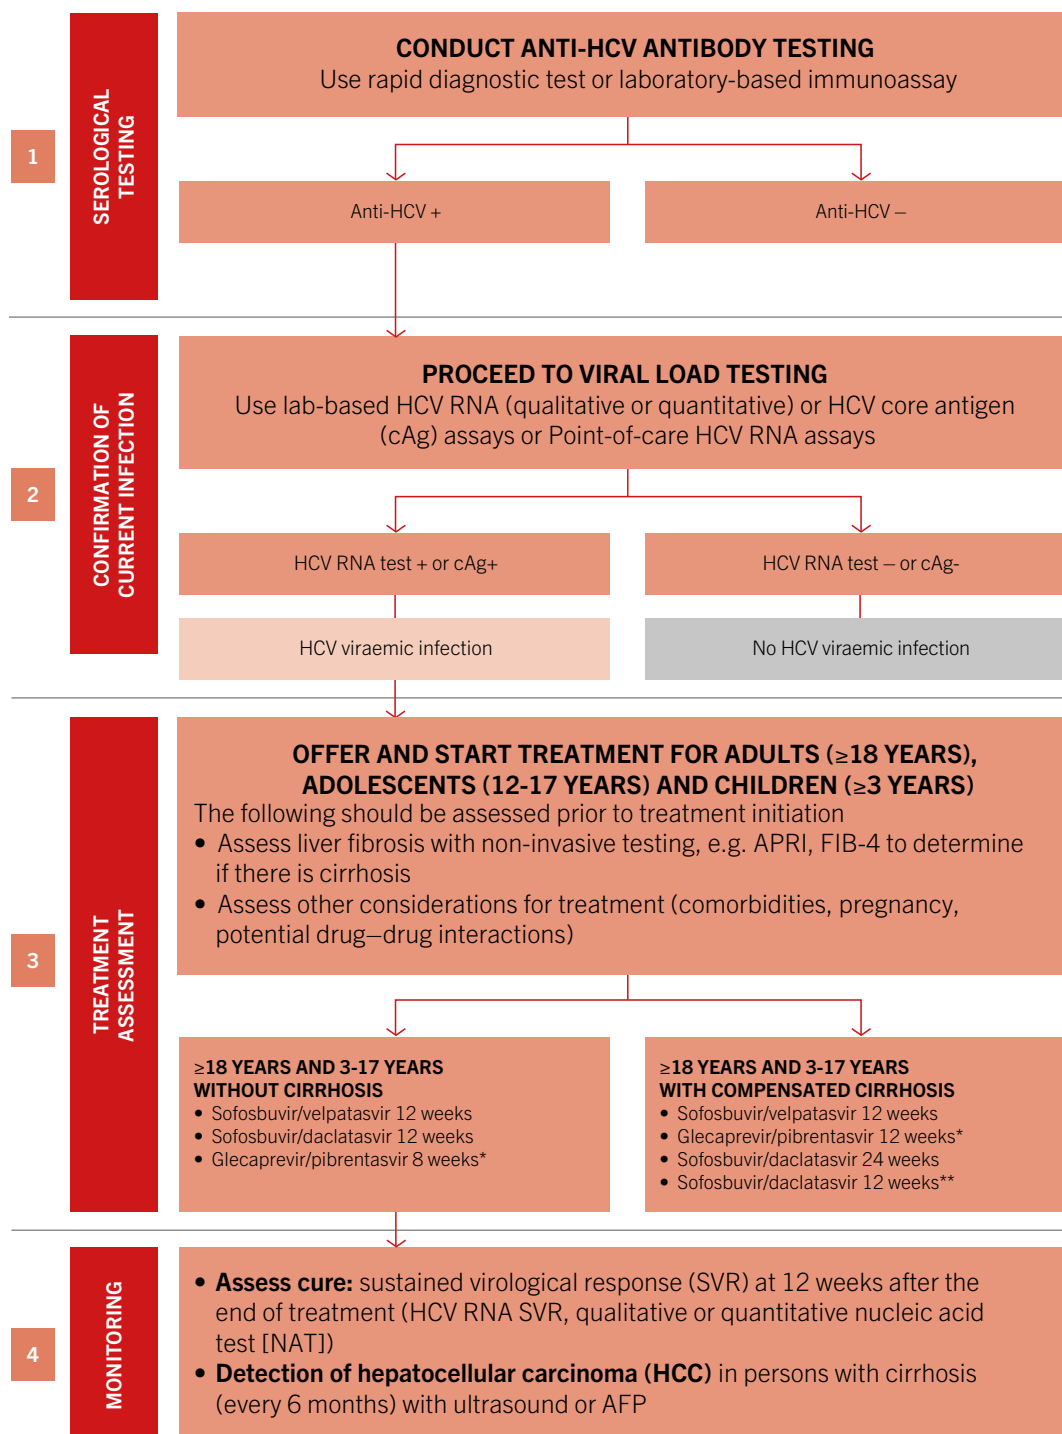 1
SEROLOGICAL
TESTING
CONDUCT ANTI-HCV ANTIBODY TESTING
Use rapid diagnostic test or laboratory-based immunoassay
Anti-HCV +
Anti-HCV –
2
CONFIRMATION OF
CURRENT INFECTION
PROCEED TO VIRAL LOAD TESTING
Use lab-based HCV RNA (qualitative or quantitative) or HCV core antigen
(cAg) assays or Point-of-care HCV RNA assays
HCV RNA test + or cAg+
HCV RNA test – or cAg-
HCV viraemic infection
No HCV viraemic infection
3
TREATMENT
ASSESSMENT
OFFER AND START TREATMENT FOR ADULTS (≥18 YEARS),
ADOLESCENTS (12-17 YEARS) AND CHILDREN (≥3 YEARS)
The following should be assessed prior to treatment initiation
• Assess liver fibrosis with non-invasive testing, e.g. APRI, FIB-4 to determine
if there is cirrhosis
• Assess other considerations for treatment (comorbidities, pregnancy,
potential drug–drug interactions)
≥18 YEARS AND 3-17 YEARS
WITHOUT CIRRHOSIS
• Sofosbuvir/velpatasvir 12 weeks
• Sofosbuvir/daclatasvir 12 weeks
• Glecaprevir/pibrentasvir 8 weeks*
≥18 YEARS AND 3-17 YEARS
WITH COMPENSATED CIRRHOSIS
• Sofosbuvir/velpatasvir 12 weeks
• Glecaprevir/pibrentasvir 12 weeks*
• Sofosbuvir/daclatasvir 24 weeks
• Sofosbuvir/daclatasvir 12 weeks**
4
MONITORING
• Assess cure: sustained virological response (SVR) at 12 weeks after the
end of treatment (HCV RNA SVR, qualitative or quantitative nucleic acid
test [NAT])
• Detection of hepatocellular carcinoma (HCC) in persons with cirrhosis
(every 6 months) with ultrasound or AFP